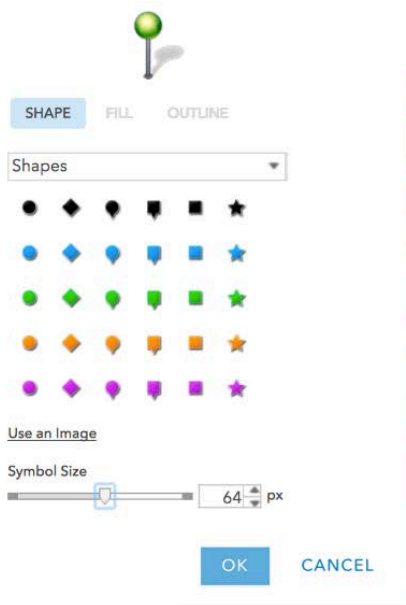 SHAPE FILL OUTLINE
Shapes
Use an Image
Symbol Size
64 px
OK CANCEL